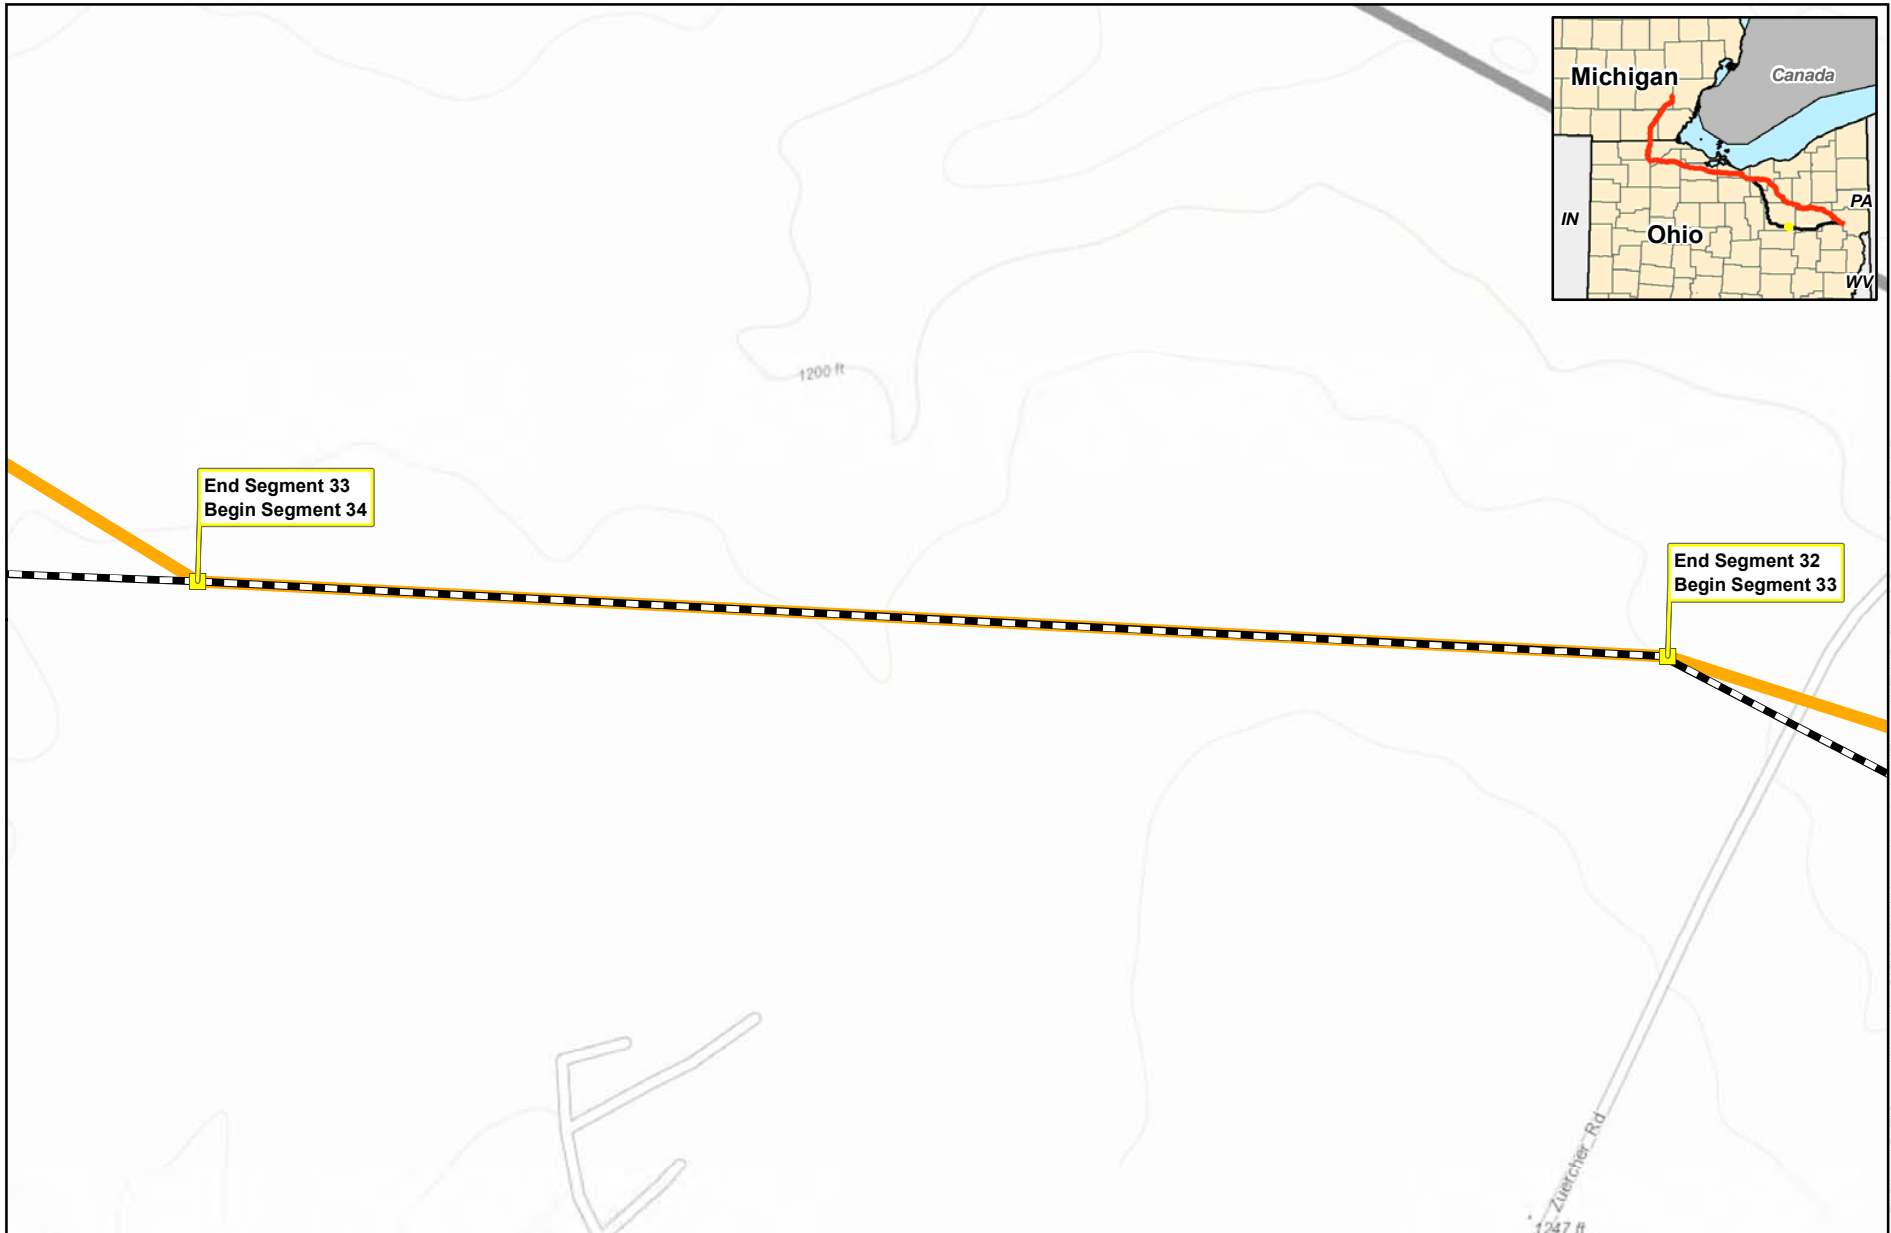 Michigan
Canada
PA
IN
Ohio
WV
1200 ft
End Segment 33
Begin Segment 34
End Segment 32
Begin Segment 33
Zuercher Rd
1247 ft